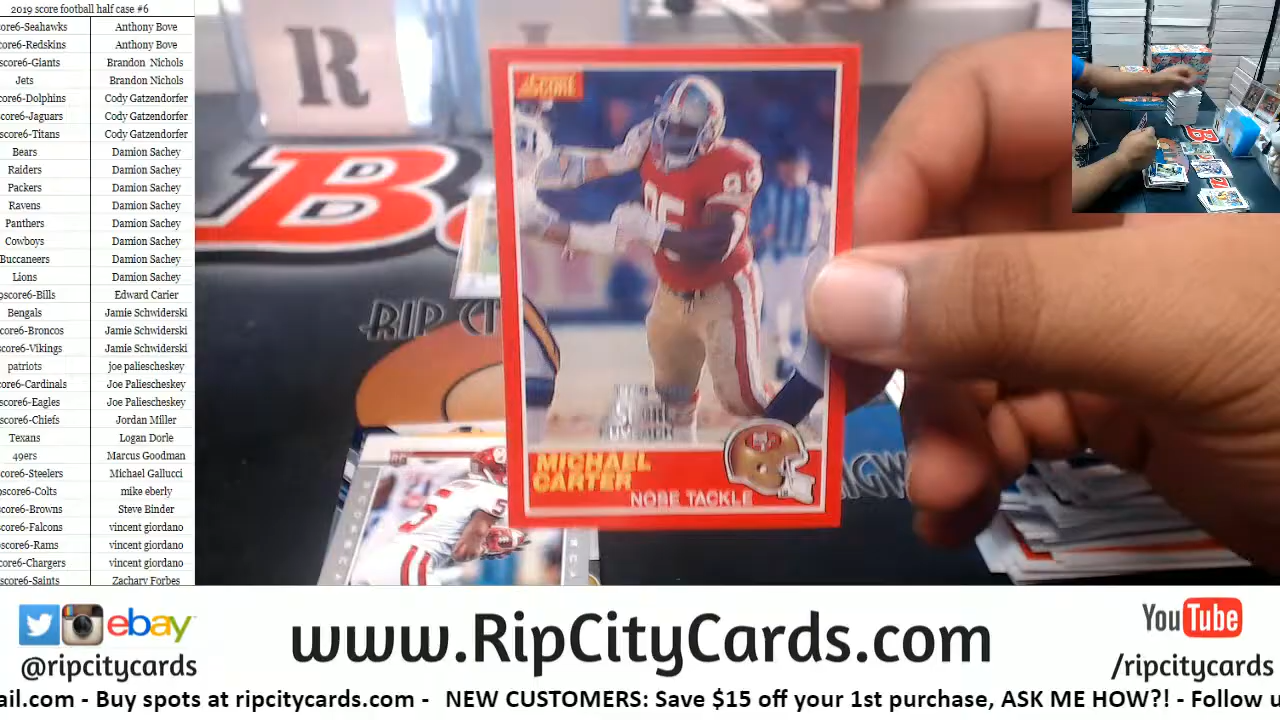 2019 score football half case #6
core6-Seahawks Anthony Bove
core6-Redskins Anthony Bove
score6-Giants Brandon Nichols
Jets Brandon Nichols
core6-Dolphins Cody Gatzendorfer
core6-Jaguars Cody Gatzendorfer
score6-Titans Cody Gatzendorfer
Bears Damion Sachey
Raiders Damion Sachey
Packers Damion Sachey
Ravens Damion Sachey
Panthers Damion Sachey
Cowboys Damion Sachey
Buccaneers Damion Sachey
Lions Damion Sachey
9score6-Bills Edward Carier
Bengals Jamie Schwiderski
core6-Broncos Jamie Schwiderski
score6-Vikings Jamie Schwiderski
patriots joe paliescheskey
core6-Cardinals Joe Paliescheskey
core6-Eagles Joe Paliescheskey
score6-Chiefs Jordan Miller
Texans Logan Dorle
49ers Marcus Goodman
score6-Steelers Michael Gallucci
9score6-Colts mike eberly
score6-Browns Steve Binder
score6-Falcons vincent giordano
9score6-Rams vincent giordano
core6-Chargers vincent giordano
score6-Saints Zachary Forbes
R
B
RIP CI
SCORE
95
MICHAEL
CARTER
NOSE TACKLE
5
ebay
@ripcitycards
www.RipCityCards.com
YouTube
/ripcitycards
ail.com - Buy spots at ripcitycards.com - NEW CUSTOMERS: Save $15 off your 1st purchase, ASK ME HOW?! - Follow u